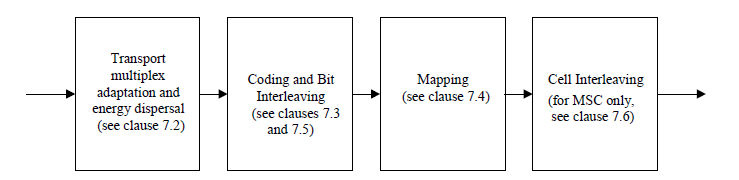 Transport
multiplex
adaptation and
energy dispersal
(see clause 7.2)
Coding and Bit
Interleaving
(see clauses 7.3
and 7.5)
Mapping
(see clause 7.4)
Cell Interleaving
(for MSC only,
see clause 7.6)